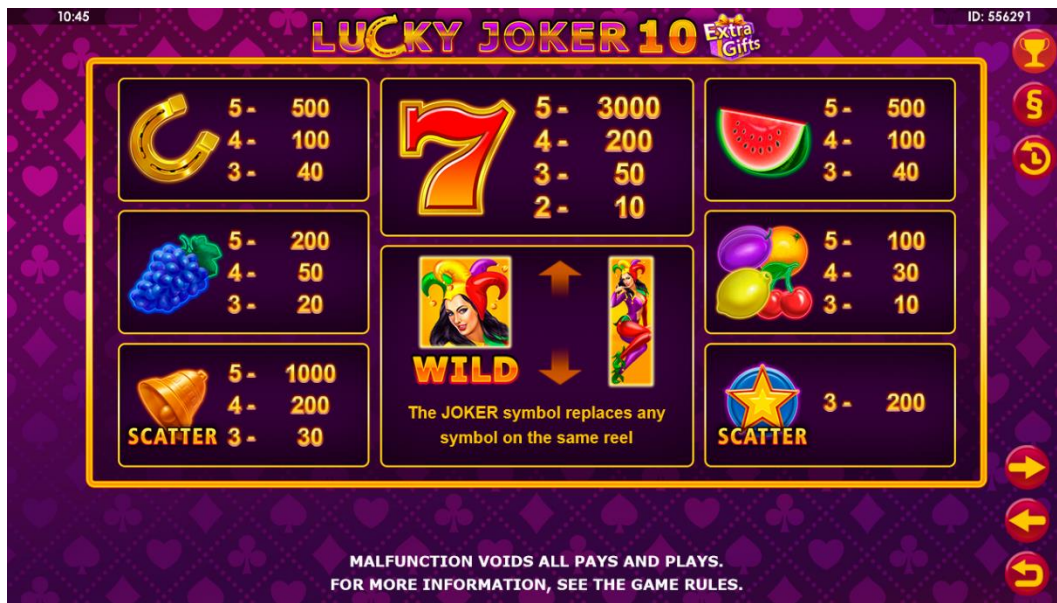 10:45
ID: 556291
LUCKY JOKER 10 Extra Gifts
5 - 500
4 - 100
3 - 40
7
5 - 3000
4 - 200
3 - 50
2 - 10
5 - 500
4 - 100
3 - 40
§
5 - 200
4 - 50
3 - 20
WILD
The JOKER symbol replaces any
symbol on the same reel
5 - 100
4 - 30
3 - 10
5 - 1000
4 - 200
SCATTER 3 - 30
3 - 200
SCATTER
MALFUNCTION VOIDS ALL PAYS AND PLAYS.
FOR MORE INFORMATION, SEE THE GAME RULES.